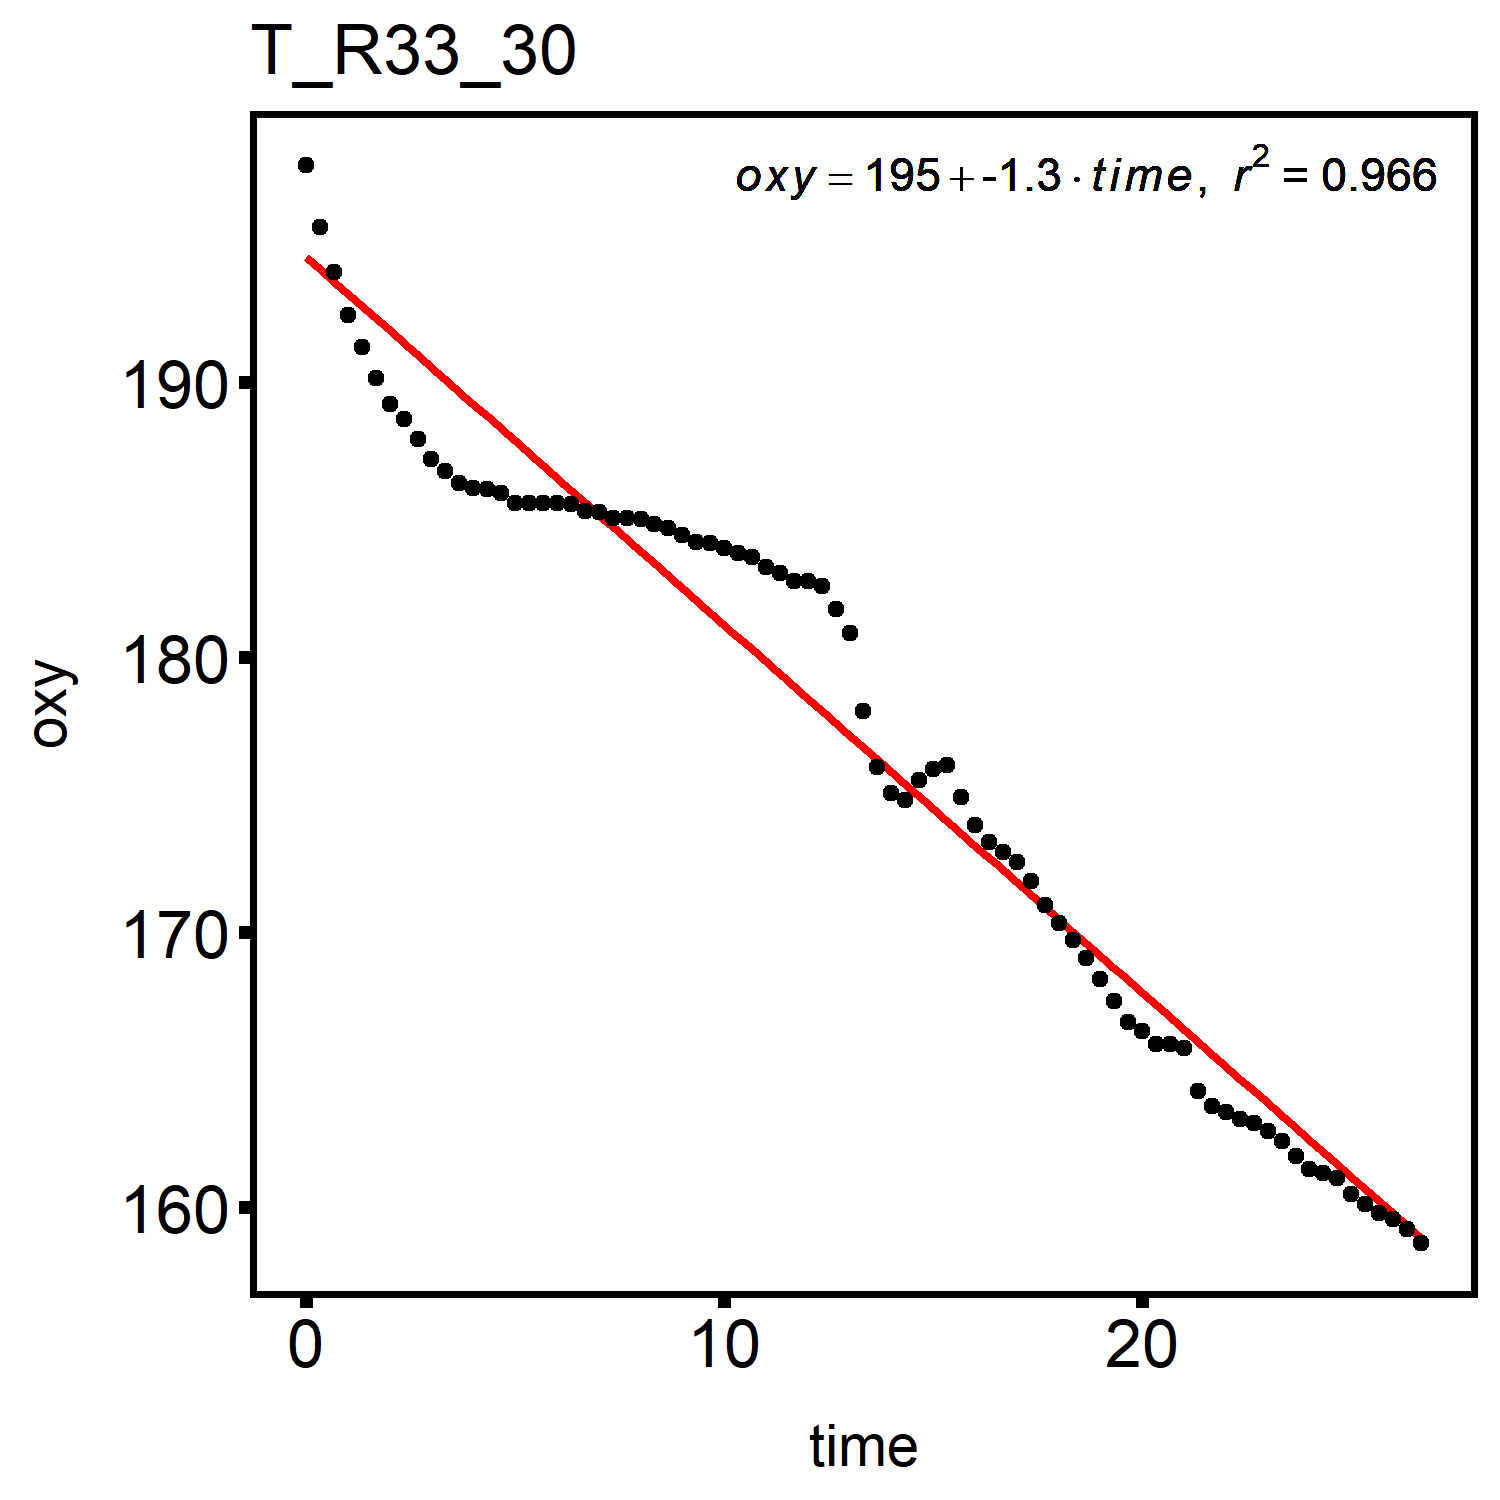 T_R33_30
oxy = 195 + -1.3 · time, r² = 0.966
190
180
170
160
oxy
0 10 20
time